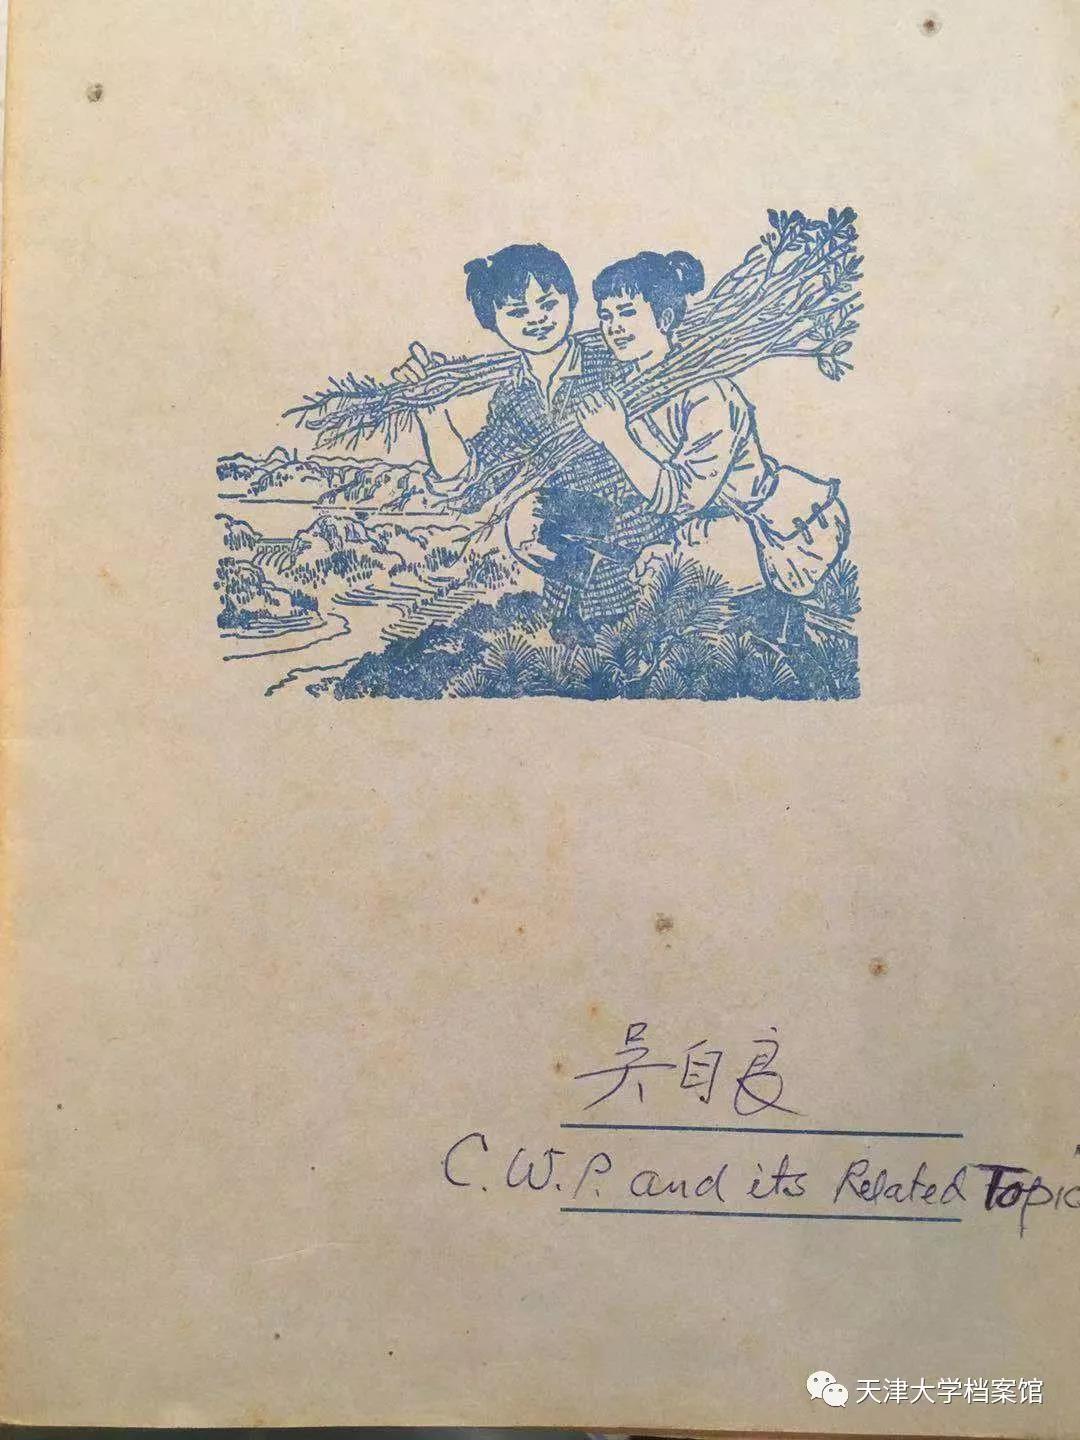 吴自良
C.W.P. and its Related Topic
天津大学档案馆